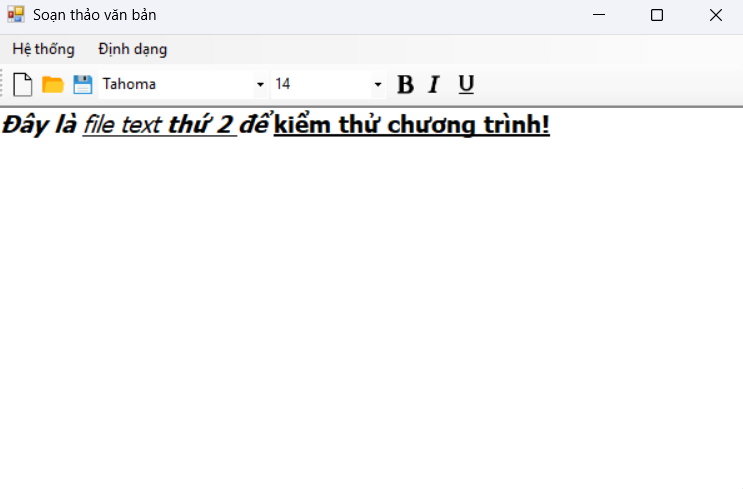 Soạn thảo văn bản
Hệ thống Định dạng
Tahoma 14 B I U
Đây là file text thứ 2 để kiểm thử chương trình!